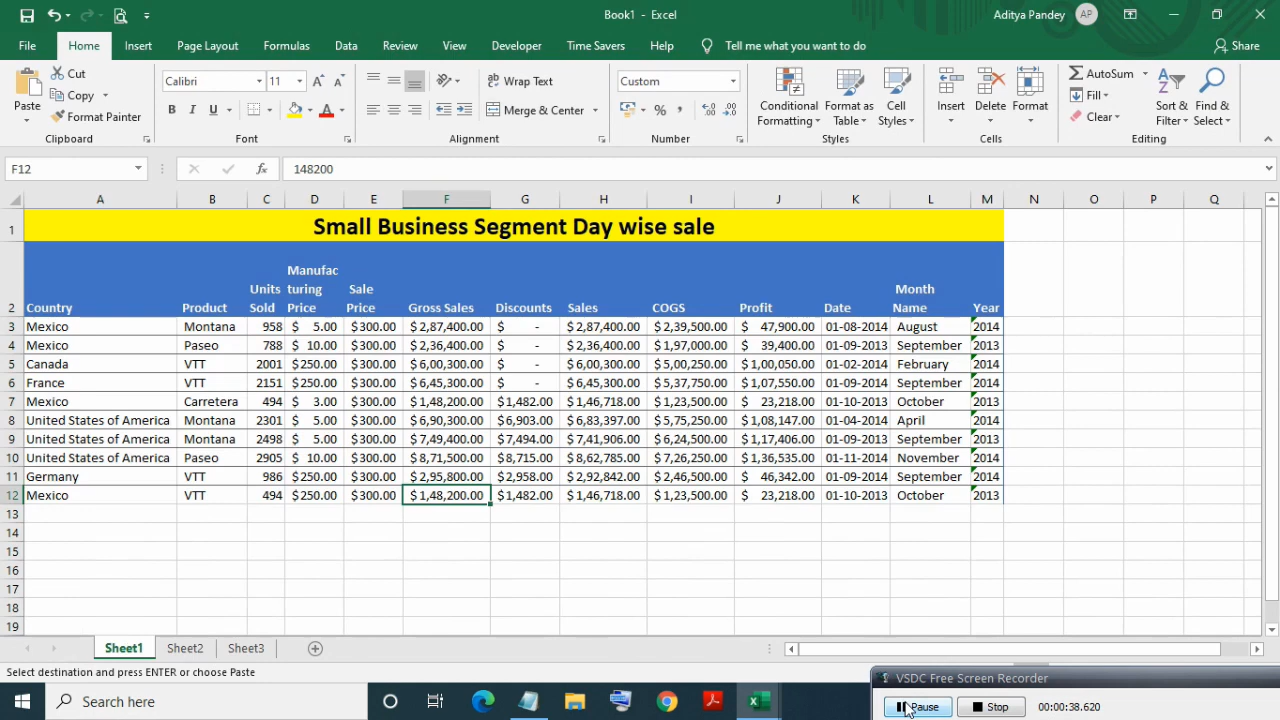 Book1 - Excel
Aditya Pandey AP
File Home Insert Page Layout Formulas Data Review View Developer Time Savers Help Tell me what you want to do Share
Paste Cut Copy Format Painter
Calibri 11 B I U A A A
Wrap Text
Merge & Center
Custom
% ,
Conditional Formatting Format as Table Cell Styles
Insert Delete Format
AutoSum Fill Clear
Sort & Filter Find & Select
Clipboard Font Alignment Number Styles Cells Editing
F12 fx 148200
A B C D E F G H I J K L M N O P Q
1 Small Business Segment Day wise sale
2 Country Product Units Sold Manufacturing Price Sale Price Gross Sales Discounts Sales COGS Profit Date Month Name Year
3 Mexico Montana 958 $ 5.00 $300.00 $ 2,87,400.00 $ - $ 2,87,400.00 $ 2,39,500.00 $ 47,900.00 01-08-2014 August 2014
4 Mexico Paseo 788 $ 10.00 $300.00 $ 2,36,400.00 $ - $ 2,36,400.00 $ 1,97,000.00 $ 39,400.00 01-09-2013 September 2013
5 Canada VTT 2001 $250.00 $300.00 $ 6,00,300.00 $ - $ 6,00,300.00 $ 5,00,250.00 $ 1,00,050.00 01-02-2014 February 2014
6 France VTT 2151 $250.00 $300.00 $ 6,45,300.00 $ - $ 6,45,300.00 $ 5,37,750.00 $ 1,07,550.00 01-09-2014 September 2014
7 Mexico Carretera 494 $ 3.00 $300.00 $ 1,48,200.00 $1,482.00 $ 1,46,718.00 $ 1,23,500.00 $ 23,218.00 01-10-2013 October 2013
8 United States of America Montana 2301 $ 5.00 $300.00 $ 6,90,300.00 $6,903.00 $ 6,83,397.00 $ 5,75,250.00 $ 1,08,147.00 01-04-2014 April 2014
9 United States of America Montana 2498 $ 5.00 $300.00 $ 7,49,400.00 $7,494.00 $ 7,41,906.00 $ 6,24,500.00 $ 1,17,406.00 01-09-2013 September 2013
10 United States of America Paseo 2905 $ 10.00 $300.00 $ 8,71,500.00 $8,715.00 $ 8,62,785.00 $ 7,26,250.00 $ 1,36,535.00 01-11-2014 November 2014
11 Germany VTT 986 $250.00 $300.00 $ 2,95,800.00 $2,958.00 $ 2,92,842.00 $ 2,46,500.00 $ 46,342.00 01-09-2014 September 2014
12 Mexico VTT 494 $250.00 $300.00 $ 1,48,200.00 $1,482.00 $ 1,46,718.00 $ 1,23,500.00 $ 23,218.00 01-10-2013 October 2013
13
14
15
16
17
18
19
Sheet1 Sheet2 Sheet3
Select destination and press ENTER or choose Paste
VSDC Free Screen Recorder
Type here to search
Pause Stop 00:00:38.620